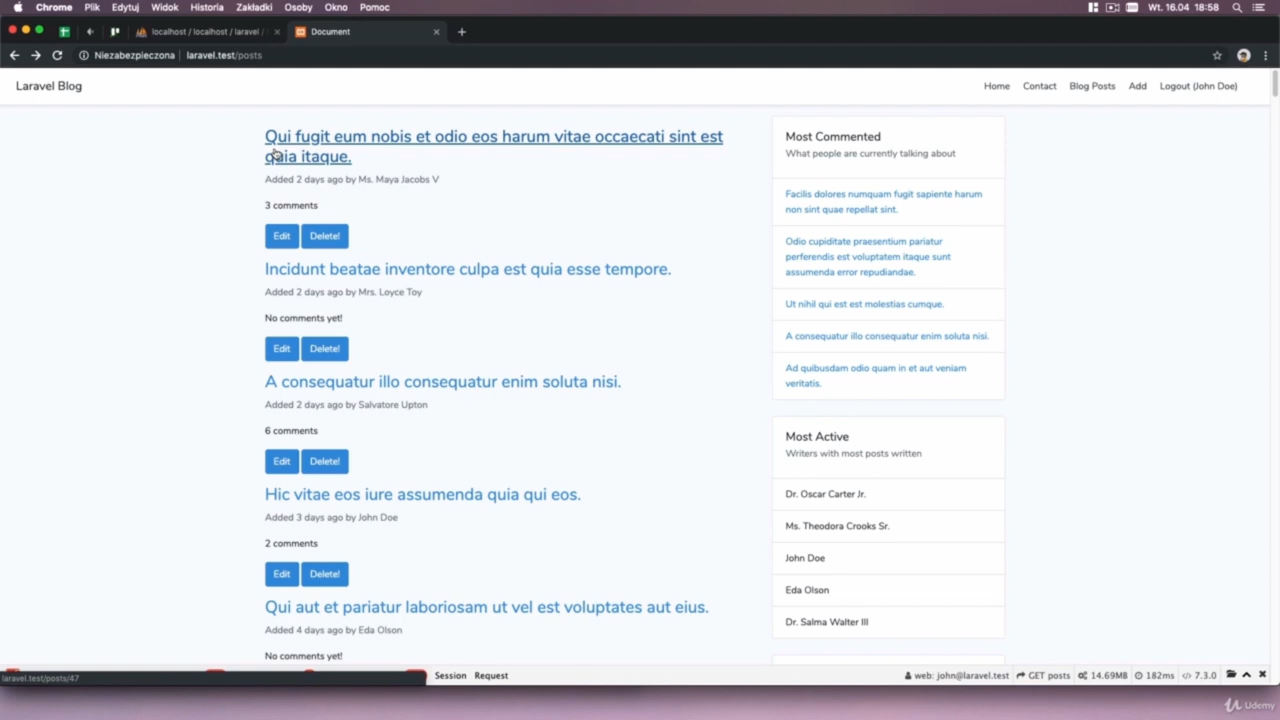 Chrome Plik Edytuj Widok Historia Zakładki Osoby Okno Pomoc Wt. 16.04 18:58
localhost / localhost / laravel / Document
Niezabezpieczona laravel.test/posts
Laravel Blog Home Contact Blog Posts Add Logout (John Doe)
Qui fugit eum nobis et odio eos harum vitae occaecati sint est
quia itaque.
Added 2 days ago by Ms. Maya Jacobs V
3 comments
Edit Delete!
Incidunt beatae inventore culpa est quia esse tempore.
Added 2 days ago by Mrs. Loyce Toy
No comments yet!
Edit Delete!
A consequatur illo consequatur enim soluta nisi.
Added 2 days ago by Salvatore Upton
6 comments
Edit Delete!
Hic vitae eos iure assumenda quia qui eos.
Added 3 days ago by John Doe
2 comments
Edit Delete!
Qui aut et pariatur laboriosam ut vel est voluptates aut eius.
Added 4 days ago by Eda Olson
No comments yet!
Most Commented
What people are currently talking about
Facilis dolores numquam fugit sapiente harum
non sint quae repellat sint.
Odio cupiditate praesentium pariatur
perferendis est voluptatem itaque sunt
assumenda error repudiandae.
Ut nihil qui est est molestias cumque.
A consequatur illo consequatur enim soluta nisi.
Ad quibusdam odio quam in et aut veniam
veritatis.
Most Active
Writers with most posts written
Dr. Oscar Carter Jr.
Ms. Theodora Crooks Sr.
John Doe
Eda Olson
Dr. Salma Walter III
laravel.test/posts/47 Session Request web: john@laravel.test GET posts 14.69MB 182ms 7.3.0
Udemy